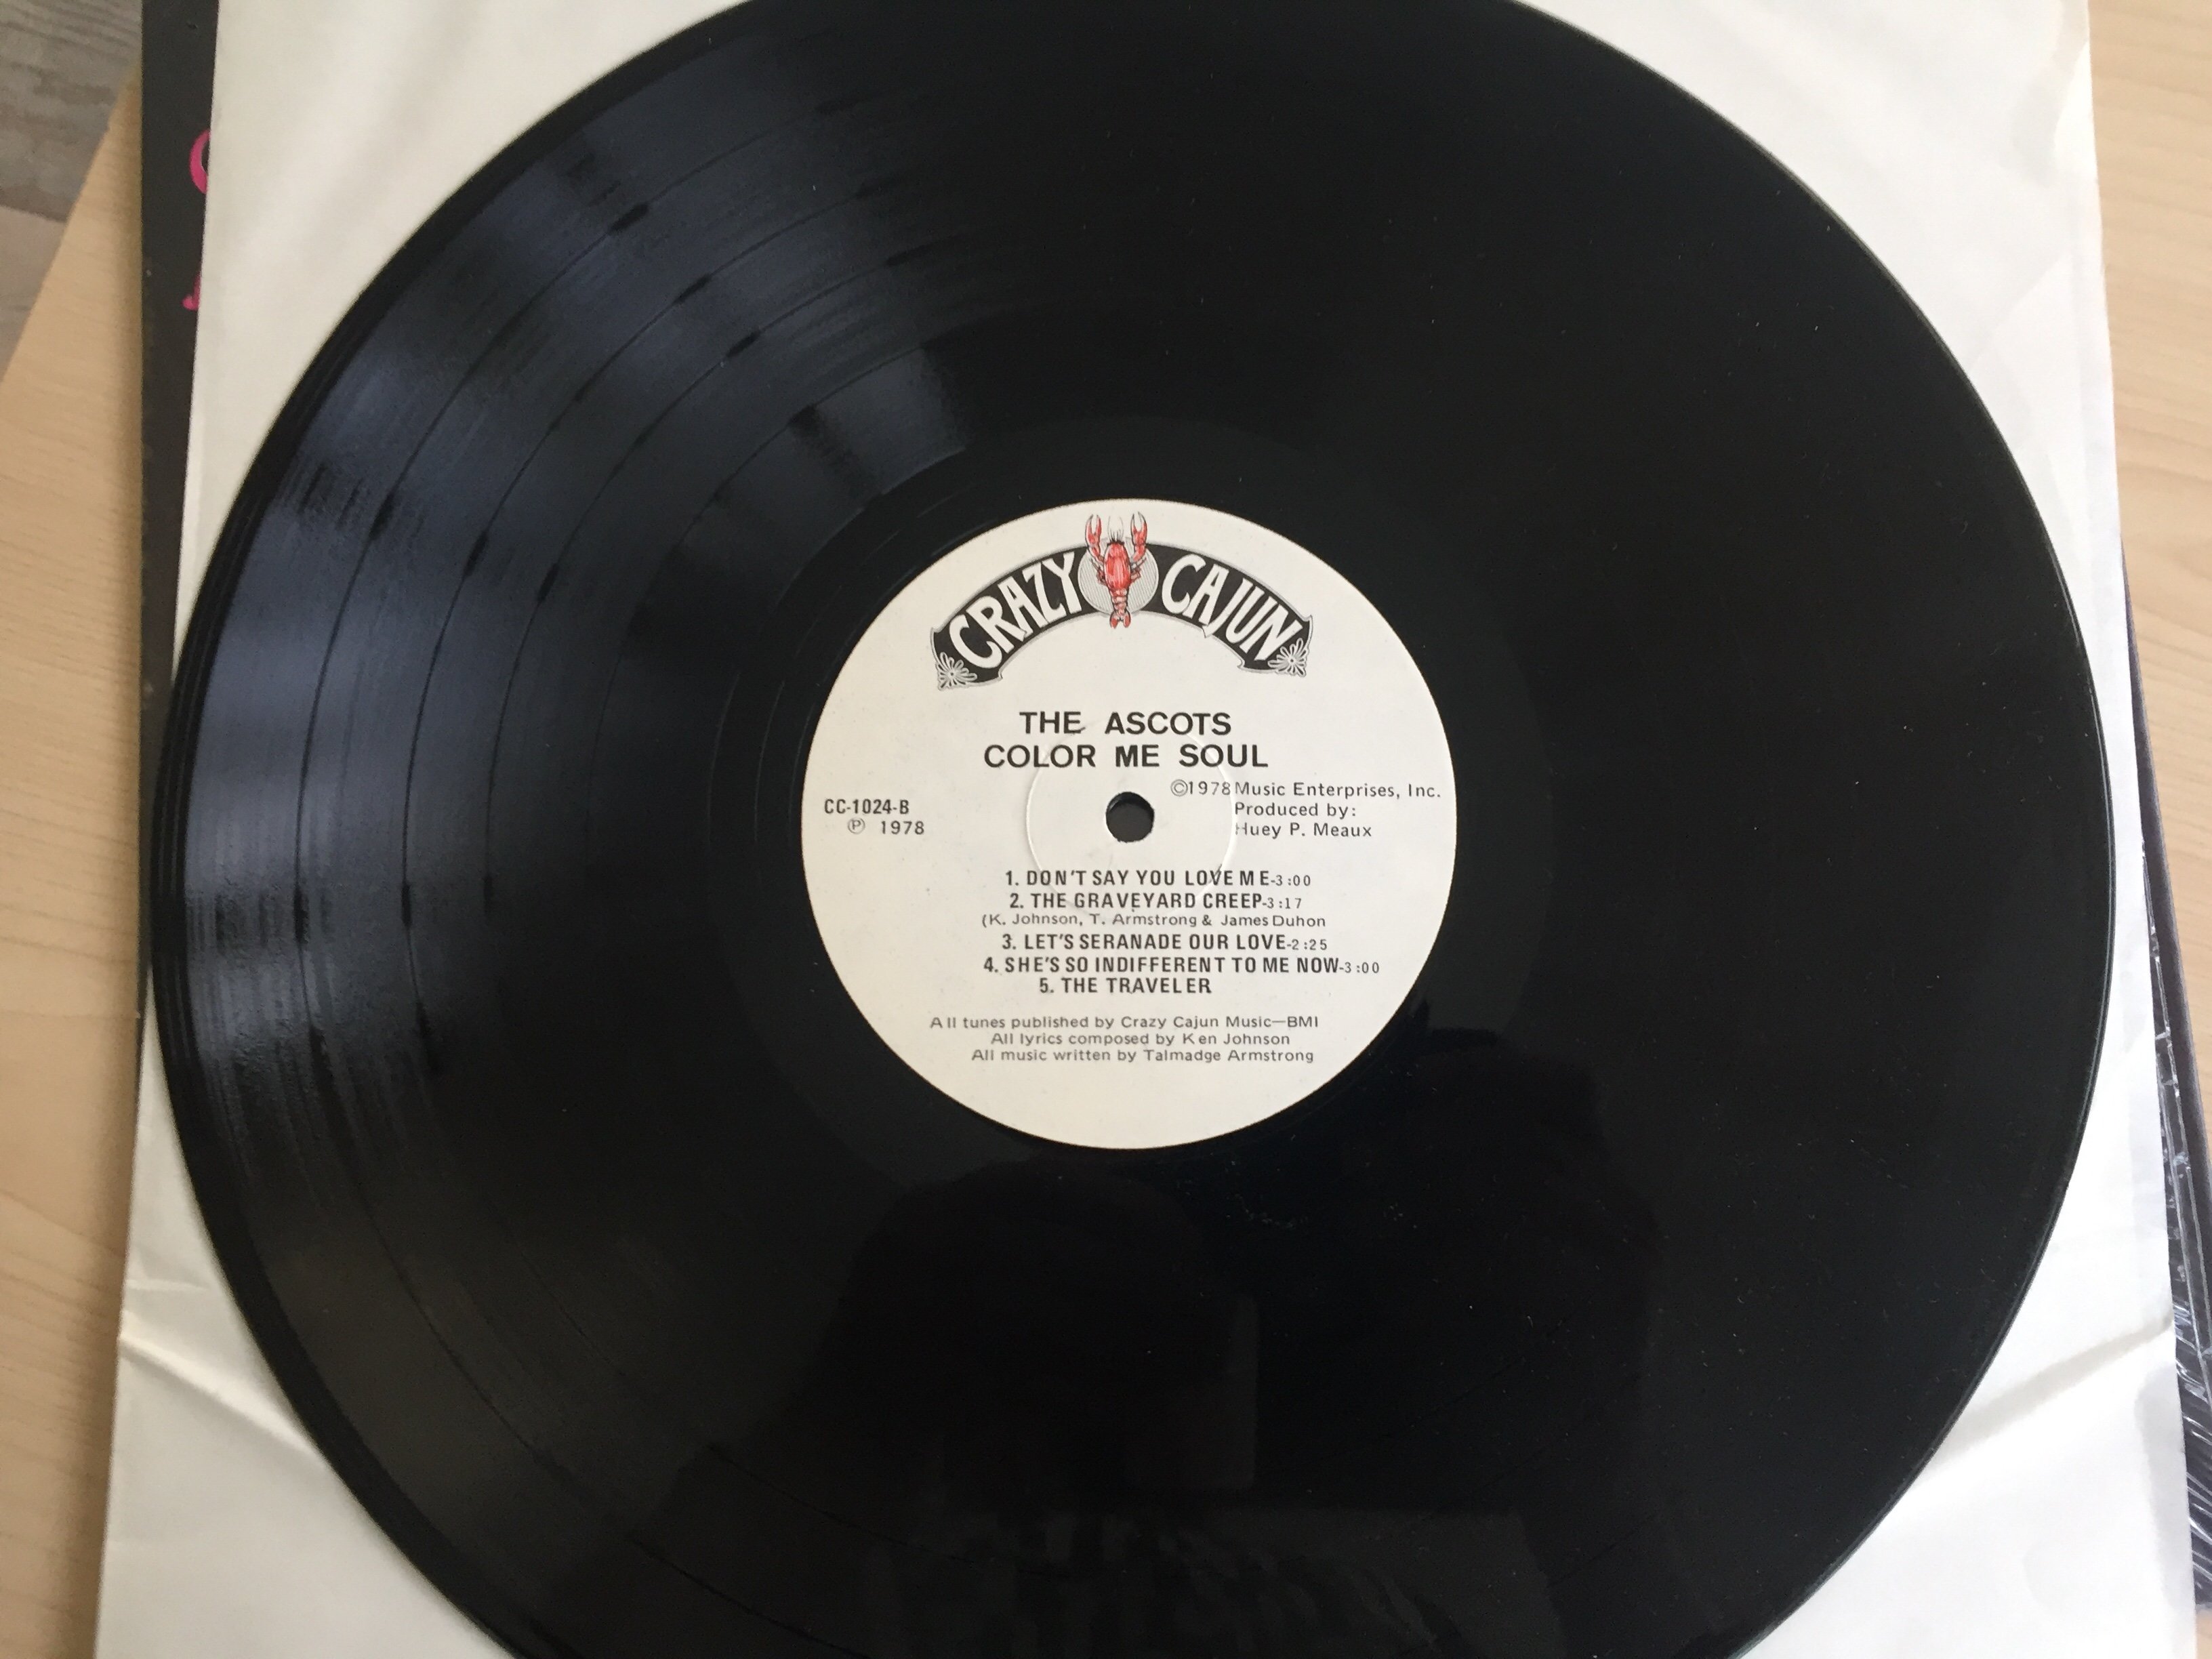 CRAZY CAJUN
THE ASCOTS
COLOR ME SOUL
©1978 Music Enterprises, Inc.
Produced by:
Huey P. Meaux
CC-1024-B
℗ 1978
1. DON'T SAY YOU LOVE ME-3:00
2. THE GRAVEYARD CREEP-3:17
(K. Johnson, T. Armstrong & James Duhon
3. LET'S SERANADE OUR LOVE-2:25
4. SHE'S SO INDIFFERENT TO ME NOW-3:00
5. THE TRAVELER
All tunes published by Crazy Cajun Music—BMI
All lyrics composed by Ken Johnson
All music written by Talmadge Armstrong